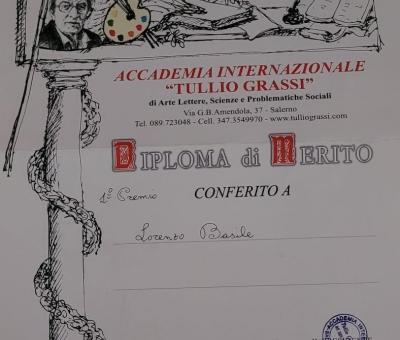 ACCADEMIA INTERNAZIONALE
“TULLIO GRASSI”
di Arte Lettere, Scienze e Problematiche Sociali
Via G.B. Amendola, 37 - Salerno
Tel. 089.723048 - Cell. 347.3549970 - www.tulliograssi.com
DIPLOMA di MERITO
1° Premio
CONFERITO A
Lorenzo Basile